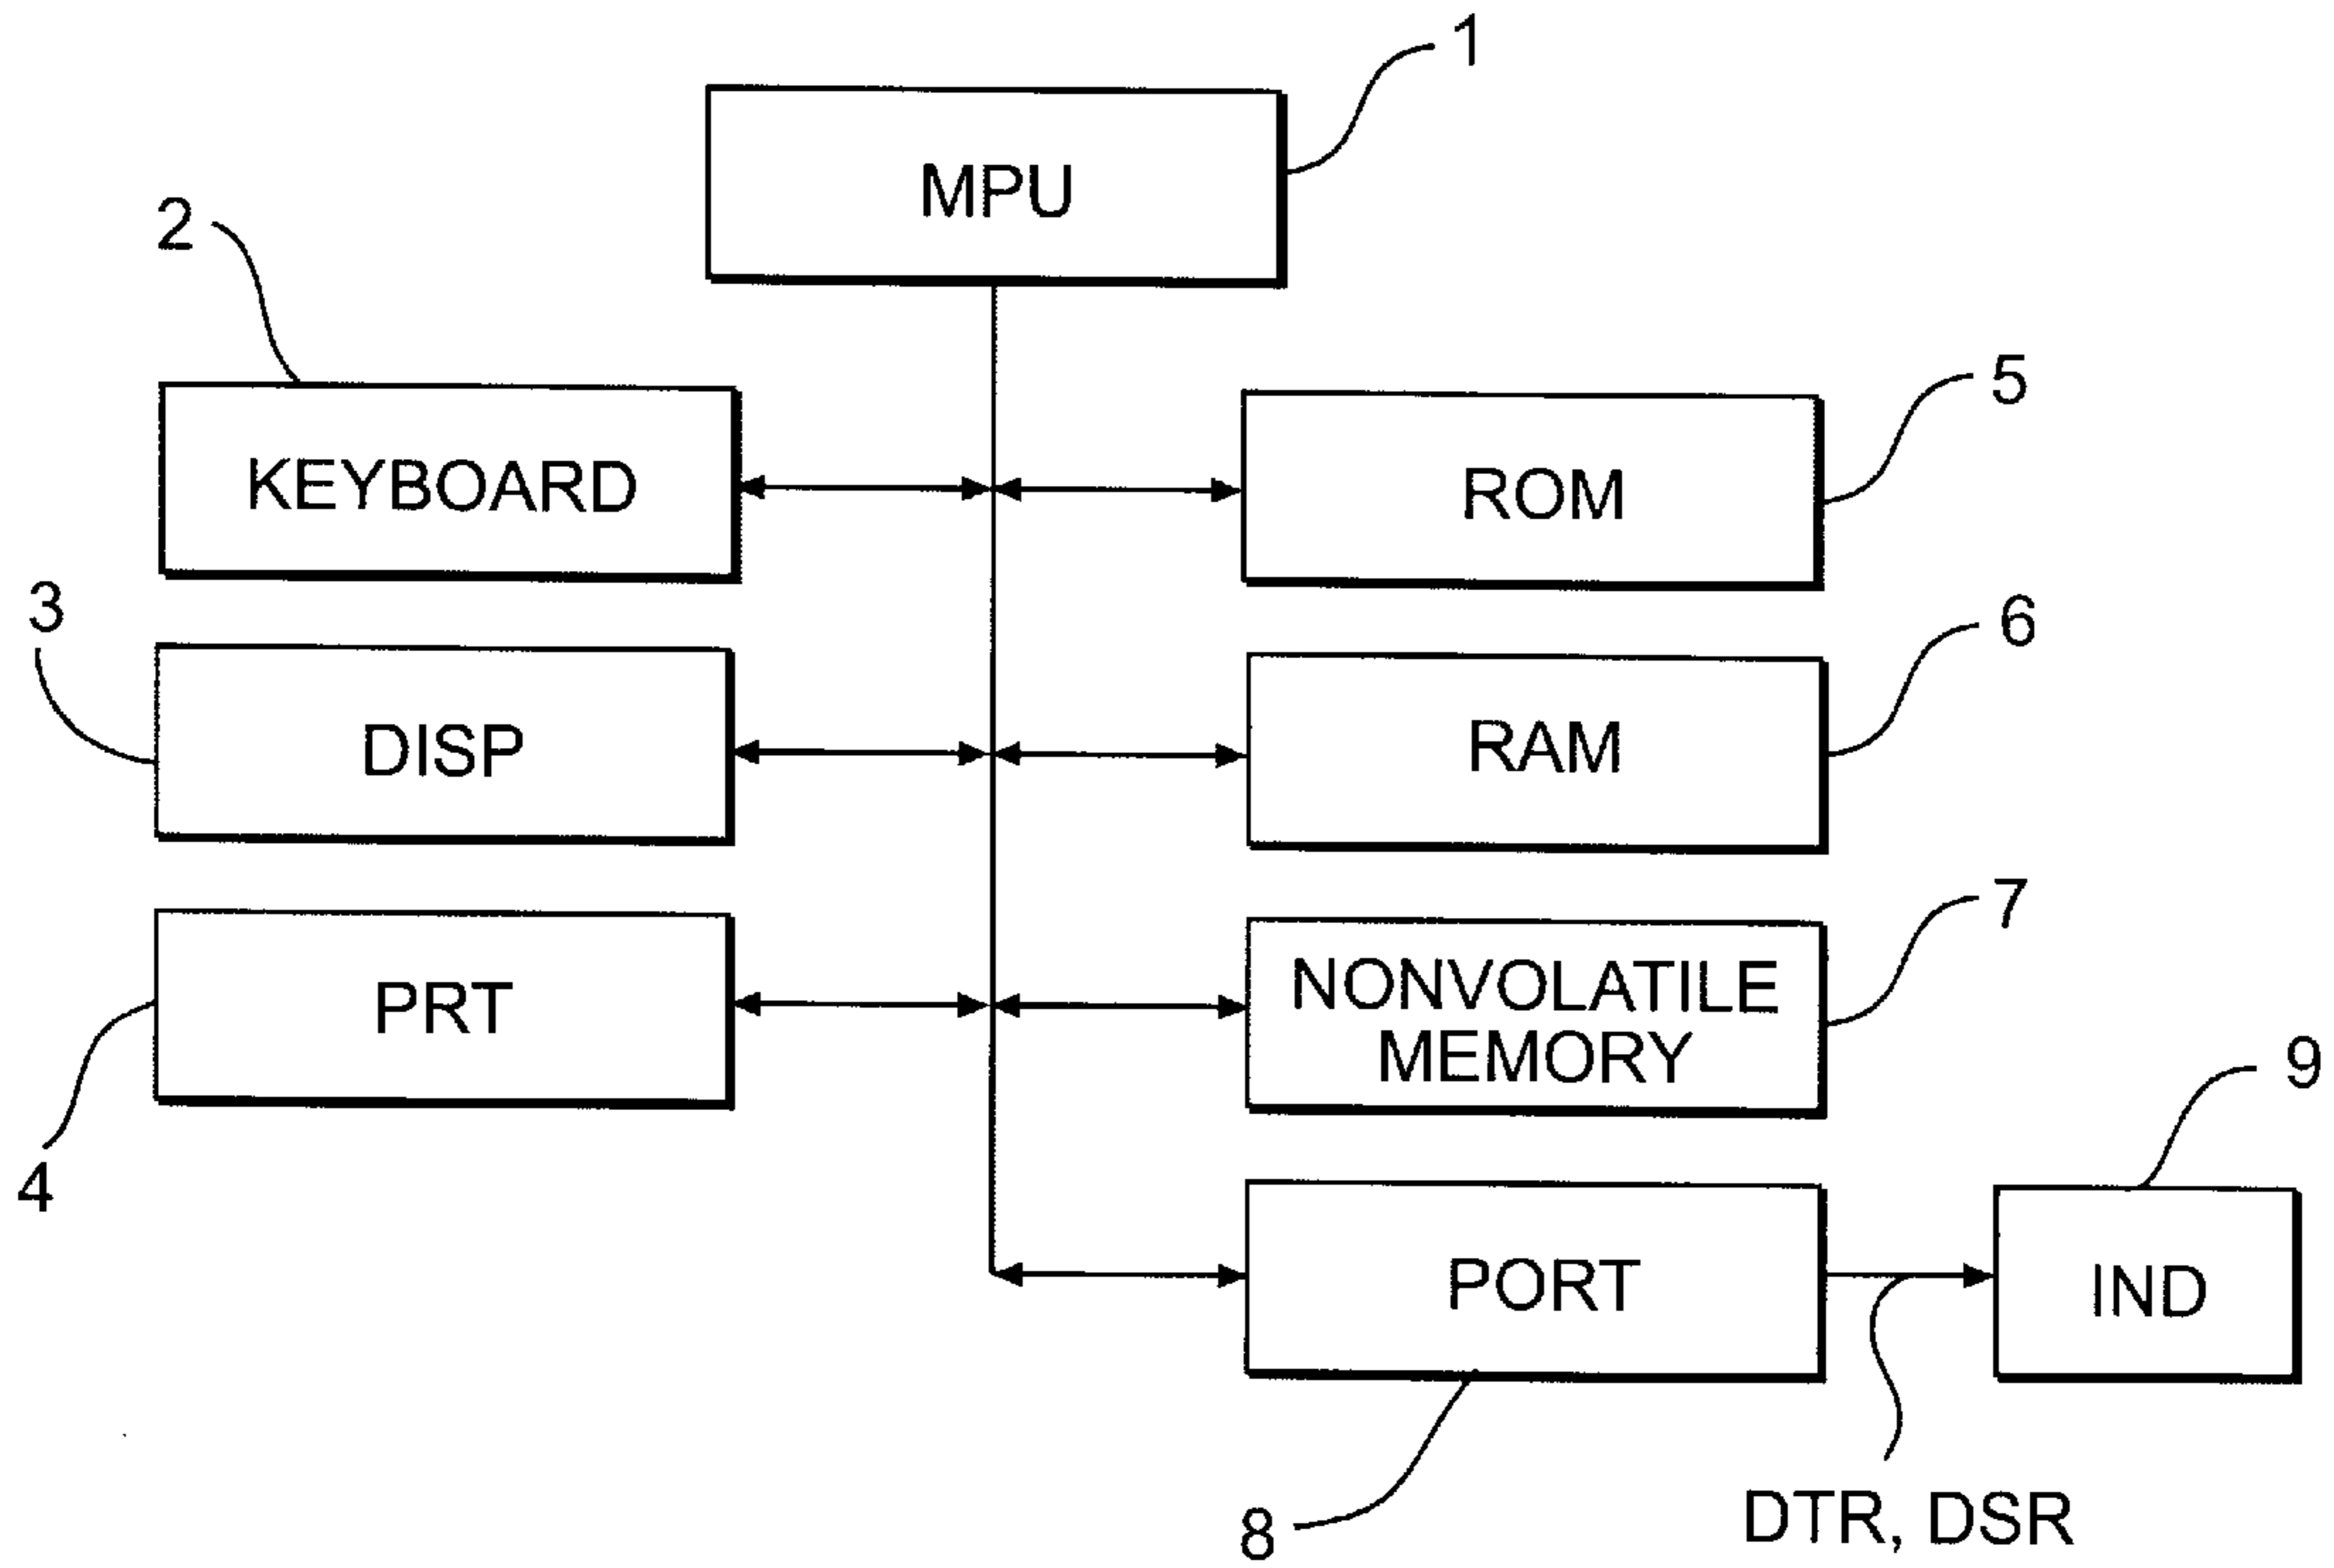 1
MPU
2
KEYBOARD
5
ROM
3
DISP
6
RAM
4
PRT
7
NONVOLATILE
MEMORY
9
8
PORT
IND
DTR, DSR